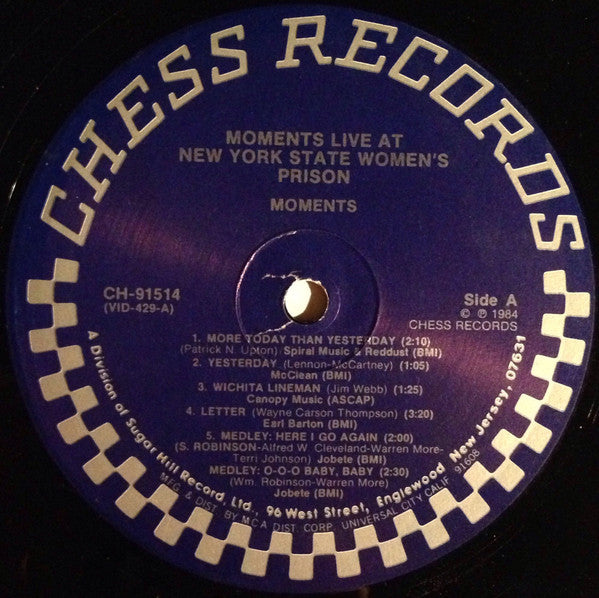 CHESS RECORDS
MOMENTS LIVE AT
NEW YORK STATE WOMEN'S
PRISON
MOMENTS
CH-91514
(VID-429-A)
Side A
© ℗ 1984
CHESS RECORDS
1. MORE TODAY THAN YESTERDAY (2:10)
(Patrick N. Upton) Spiral Music & Reddust (BMI)
2. YESTERDAY (Lennon-McCartney) (1:05)
McClean (BMI)
3. WICHITA LINEMAN (Jim Webb) (1:25)
Canopy Music (ASCAP)
4. LETTER (Wayne Carson Thompson) (3:20)
Earl Barton (BMI)
5. MEDLEY: HERE I GO AGAIN (2:00)
(S. ROBINSON-Alfred W. Cleveland-Warren More-
Terri Johnson) Jobete (BMI)
MEDLEY: O-O-O BABY, BABY (2:30)
(Wm. Robinson-Warren More)
Jobete (BMI)
A Division of Sugar Hill Record, Ltd., 96 West Street, Englewood New Jersey, 07631
MFG. & DIST. BY MCA DIST. CORP. UNIVERSAL CITY CALIF 91608